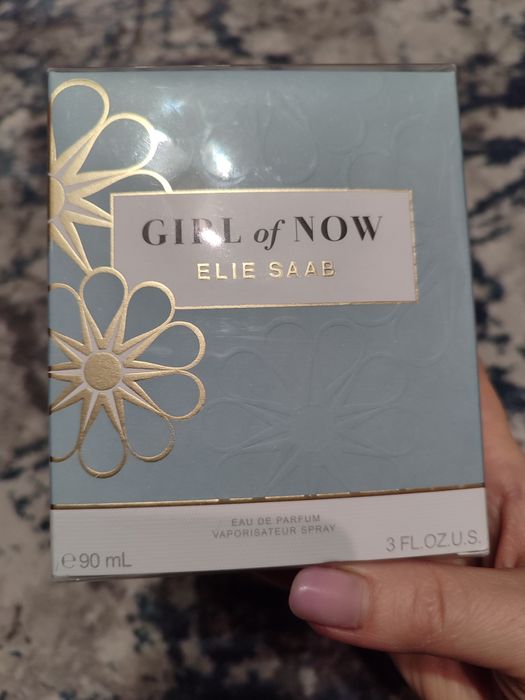 GIRL of NOW
ELIE SAAB
EAU DE PARFUM
VAPORISATEUR SPRAY
℮ 90 mL
3 FL.OZ.U.S.